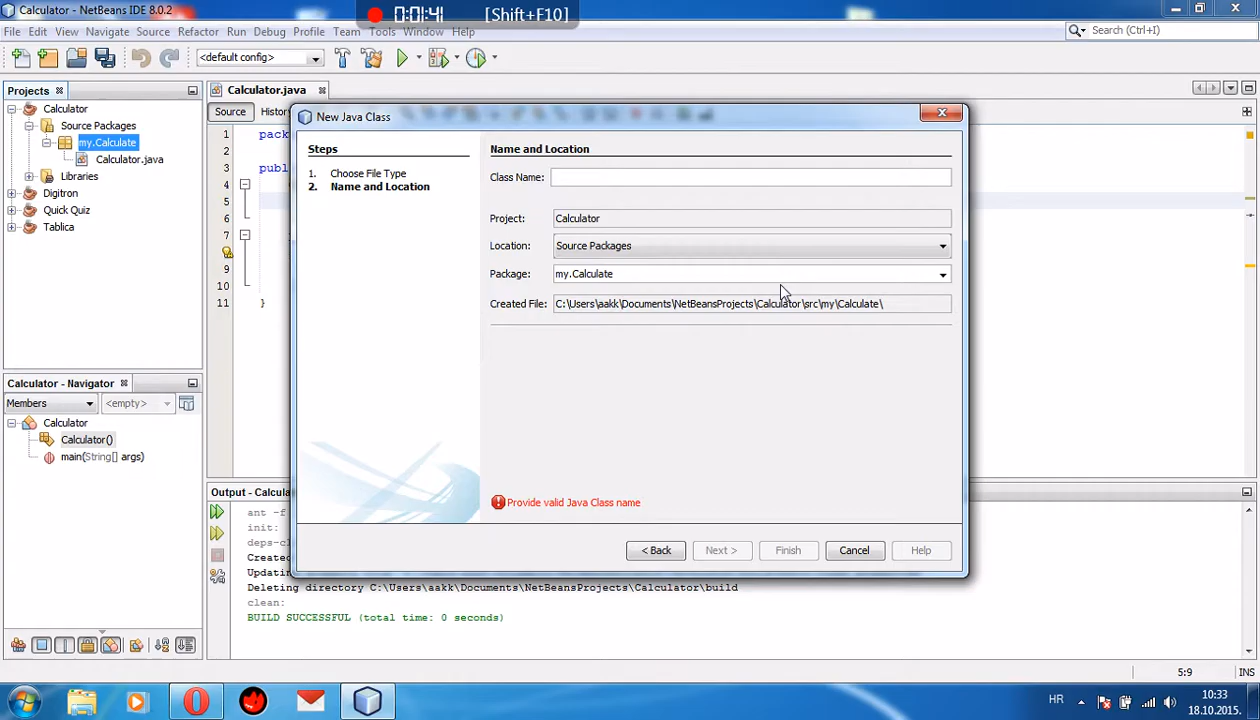 Calculator - NetBeans IDE 8.0.2
0:01:41 [Shift+F10]
File Edit View Navigate Source Refactor Run Debug Profile Team Tools Window Help
Search (Ctrl+I)
<default config>
Projects
Calculator.java
Calculator
Source Packages
my.Calculate
Calculator.java
Libraries
Digitron
Quick Quiz
Tablica
Source
1
2
3
4
5
6
7
9
10
11 }
New Java Class
Steps
1. Choose File Type
2. Name and Location
Name and Location
Class Name:
Project: Calculator
Location: Source Packages
Package: my.Calculate
Created File: C:\Users\aakk\Documents\NetBeansProjects\Calculator\src\my\Calculate\
Provide valid Java Class name
< Back Next > Finish Cancel Help
Calculator - Navigator
Members <empty>
Calculator
Calculator()
main(String[] args)
ant -f
init:
Deleting directory C:\Users\aakk\Documents\NetBeansProjects\Calculator\build
clean:
BUILD SUCCESSFUL (total time: 0 seconds)
5:9 INS
HR 10:33
18.10.2015.